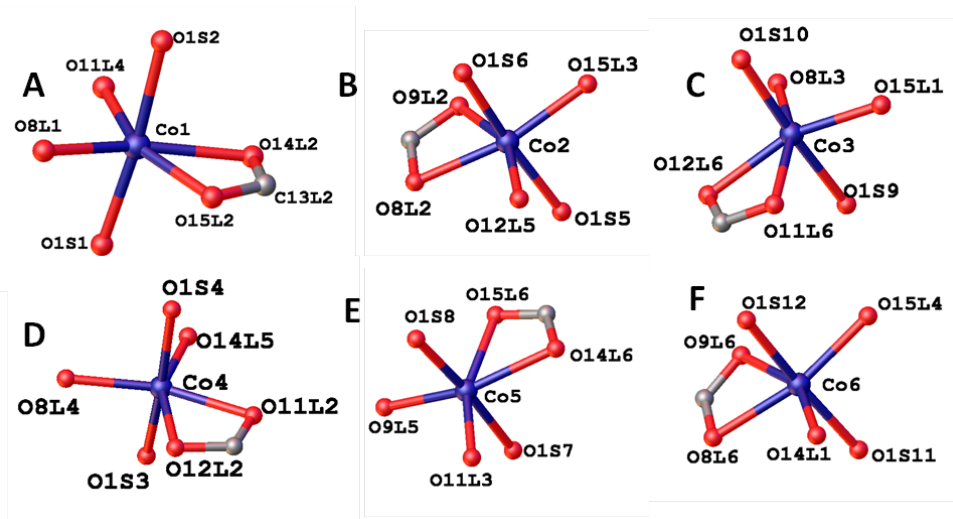 A
O1S2
O11L4
Co1
O8L1
O14L2
C13L2
O15L2
O1S1
B
O1S6
O15L3
O9L2
Co2
O8L2
O12L5
O1S5
C
O1S10
O8L3
O15L1
Co3
O12L6
O1S9
O11L6
D
O1S4
O14L5
Co4
O8L4
O11L2
O12L2
O1S3
E
O15L6
O1S8
O14L6
Co5
O9L5
O1S7
O11L3
F
O1S12
O15L4
O9L6
Co6
O8L6
O14L1
O1S11